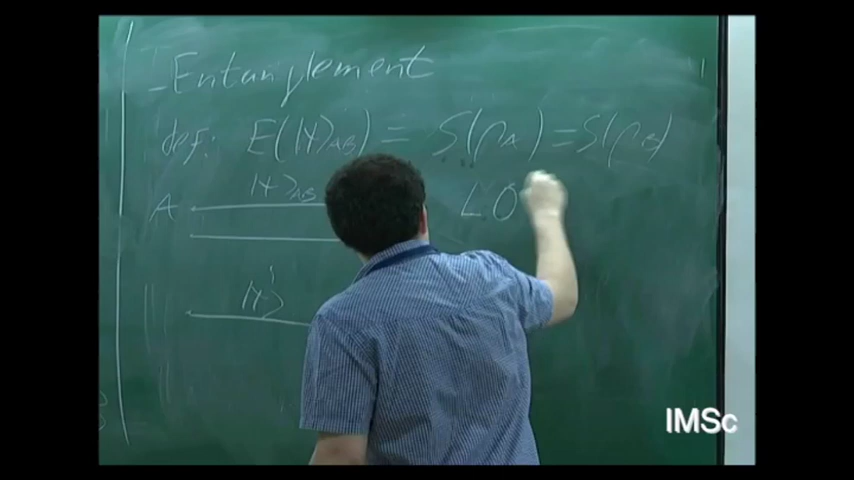 - Entanglement
def: E(|ψ⟩AB) = S(ρA) = S(ρB)
|ψ⟩AB
A
LO
|ψ'⟩
IMSc